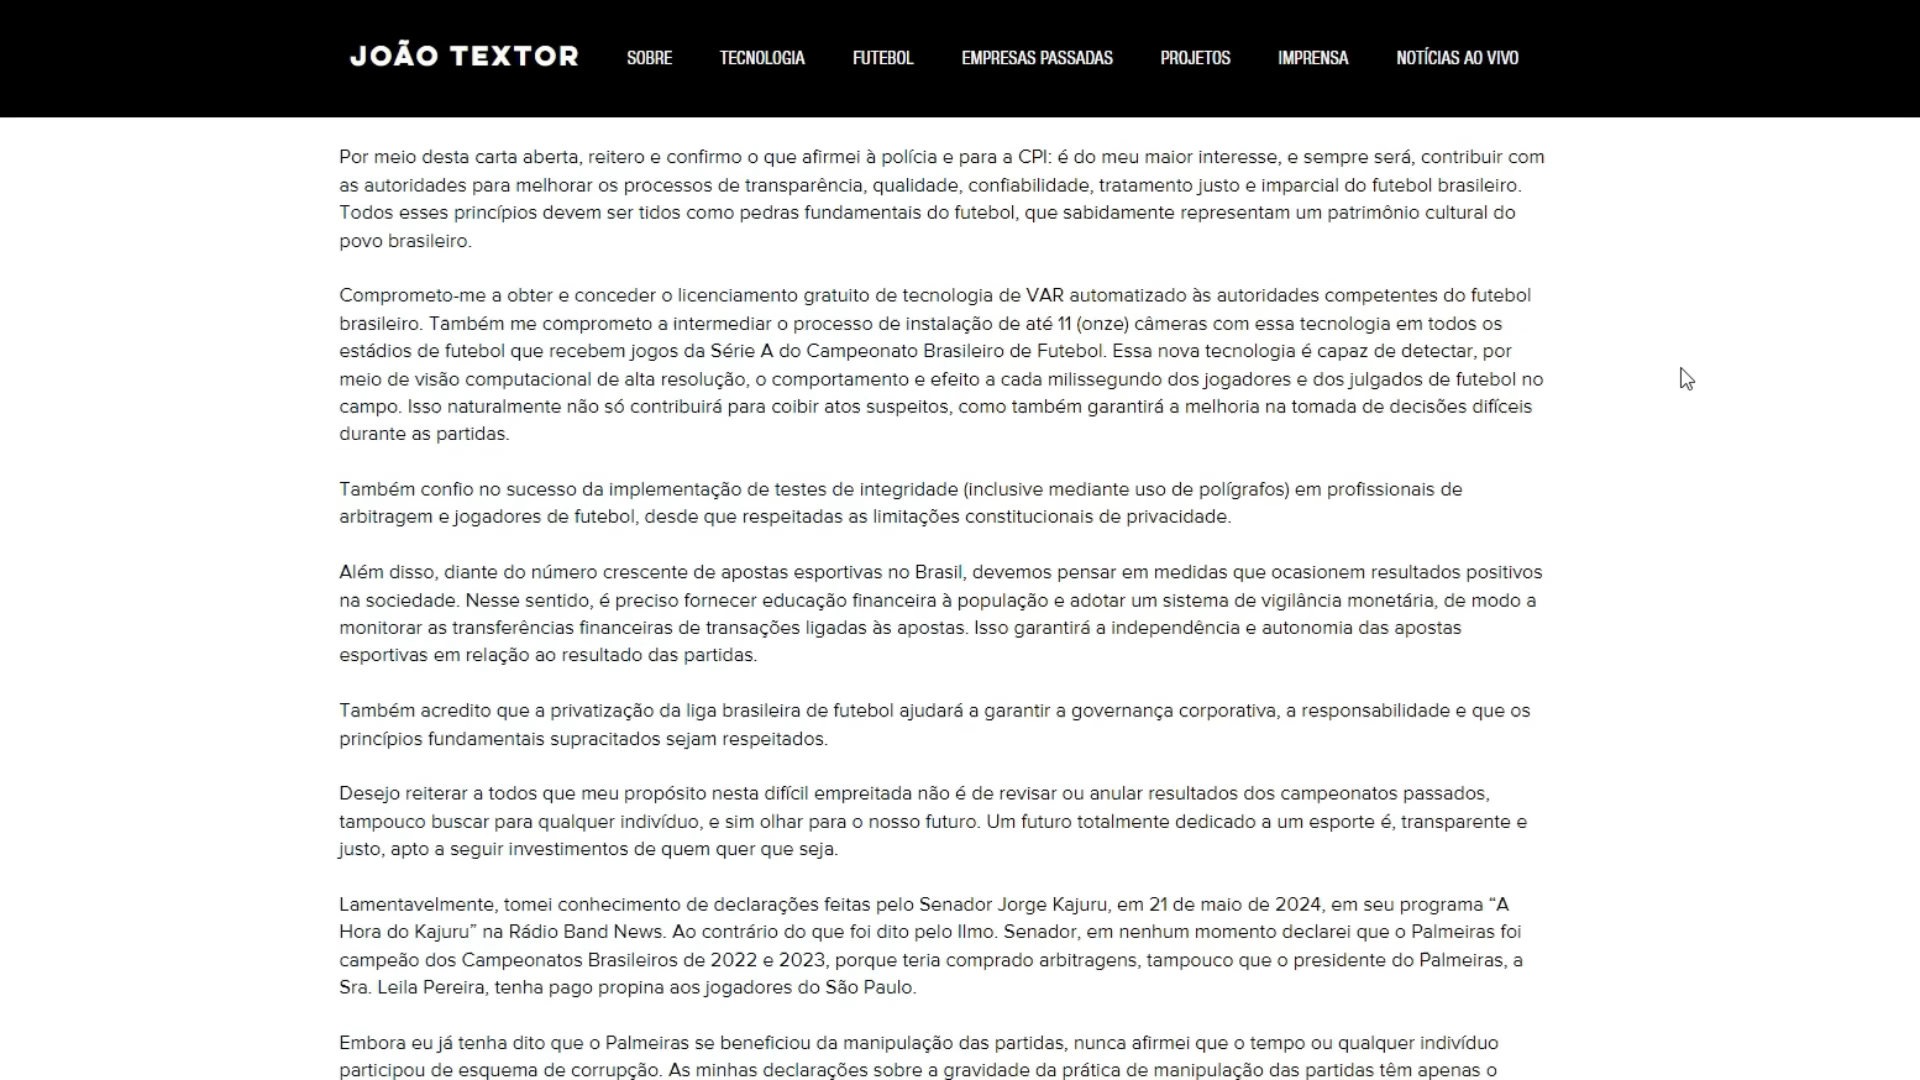 JOÃO TEXTOR SOBRE TECNOLOGIA FUTEBOL EMPRESAS PASSADAS PROJETOS IMPRENSA NOTÍCIAS AO VIVO
Por meio desta carta aberta, reitero e confirmo o que afirmei à polícia e para a CPI: é do meu maior interesse, e sempre será, contribuir com
as autoridades para melhorar os processos de transparência, qualidade, confiabilidade, tratamento justo e imparcial do futebol brasileiro.
Todos esses princípios devem ser tidos como pedras fundamentais do futebol, que sabidamente representam um patrimônio cultural do
povo brasileiro.
Comprometo-me a obter e conceder o licenciamento gratuito de tecnologia de VAR automatizado às autoridades competentes do futebol
brasileiro. Também me comprometo a intermediar o processo de instalação de até 11 (onze) câmeras com essa tecnologia em todos os
estádios de futebol que recebem jogos da Série A do Campeonato Brasileiro de Futebol. Essa nova tecnologia é capaz de detectar, por
meio de visão computacional de alta resolução, o comportamento e efeito a cada milissegundo dos jogadores e dos julgados de futebol no
campo. Isso naturalmente não só contribuirá para coibir atos suspeitos, como também garantirá a melhoria na tomada de decisões difíceis
durante as partidas.
Também confio no sucesso da implementação de testes de integridade (inclusive mediante uso de polígrafos) em profissionais de
arbitragem e jogadores de futebol, desde que respeitadas as limitações constitucionais de privacidade.
Além disso, diante do número crescente de apostas esportivas no Brasil, devemos pensar em medidas que ocasionem resultados positivos
na sociedade. Nesse sentido, é preciso fornecer educação financeira à população e adotar um sistema de vigilância monetária, de modo a
monitorar as transferências financeiras de transações ligadas às apostas. Isso garantirá a independência e autonomia das apostas
esportivas em relação ao resultado das partidas.
Também acredito que a privatização da liga brasileira de futebol ajudará a garantir a governança corporativa, a responsabilidade e que os
princípios fundamentais supracitados sejam respeitados.
Desejo reiterar a todos que meu propósito nesta difícil empreitada não é de revisar ou anular resultados dos campeonatos passados,
tampouco buscar para qualquer indivíduo, e sim olhar para o nosso futuro. Um futuro totalmente dedicado a um esporte é, transparente e
justo, apto a seguir investimentos de quem quer que seja.
Lamentavelmente, tomei conhecimento de declarações feitas pelo Senador Jorge Kajuru, em 21 de maio de 2024, em seu programa “A
Hora do Kajuru” na Rádio Band News. Ao contrário do que foi dito pelo Ilmo. Senador, em nenhum momento declarei que o Palmeiras foi
campeão dos Campeonatos Brasileiros de 2022 e 2023, porque teria comprado arbitragens, tampouco que o presidente do Palmeiras, a
Sra. Leila Pereira, tenha pago propina aos jogadores do São Paulo.
Embora eu já tenha dito que o Palmeiras se beneficiou da manipulação das partidas, nunca afirmei que o tempo ou qualquer indivíduo
participou de esquema de corrupção. As minhas declarações sobre a gravidade da prática de manipulação das partidas têm apenas o